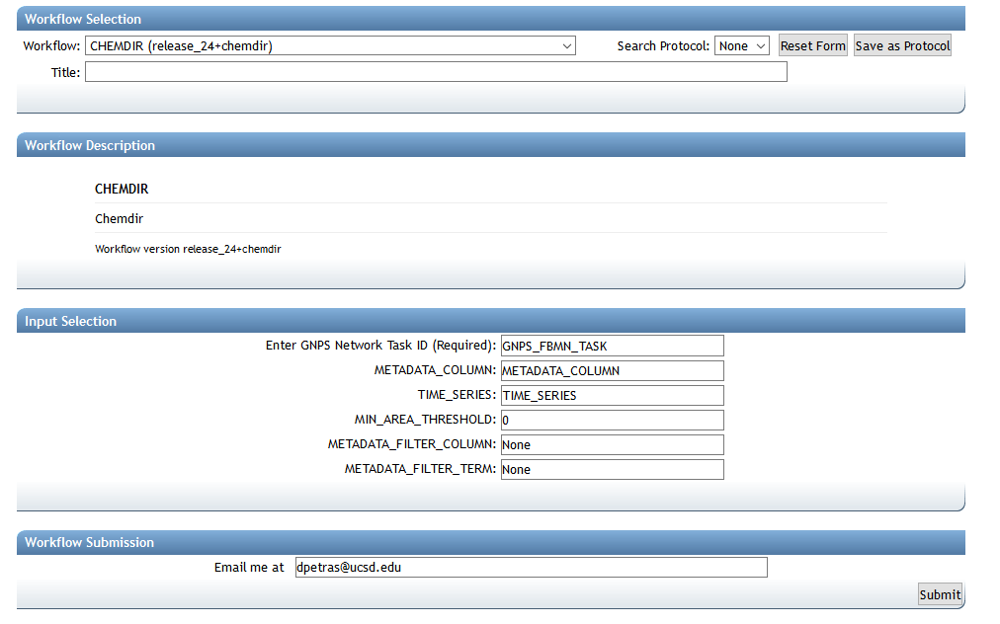 Workflow Selection
Workflow: CHEMDIR (release_24+chemdir) Search Protocol: None Reset Form Save as Protocol
Title:
Workflow Description
CHEMDIR
Chemdir
Workflow version release_24+chemdir
Input Selection
Enter GNPS Network Task ID (Required): GNPS_FBMN_TASK
METADATA_COLUMN: METADATA_COLUMN
TIME_SERIES: TIME_SERIES
MIN_AREA_THRESHOLD: 0
METADATA_FILTER_COLUMN: None
METADATA_FILTER_TERM: None
Workflow Submission
Email me at dpetras@ucsd.edu
Submit